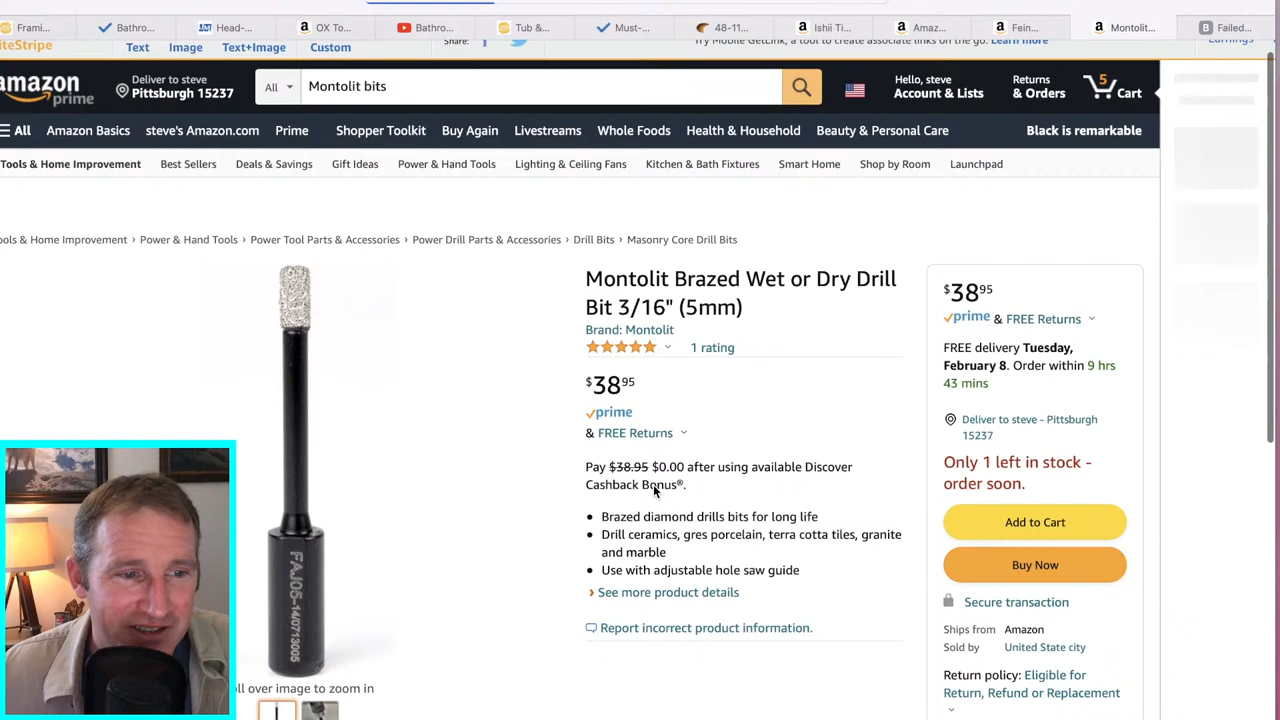 Frami...
Bathro...
Head-...
OX To...
Bathro...
Tub &...
Must-...
48-11...
Ishii Ti...
Amaz...
Fein...
Montolit...
Failed...
iteStripe
Text
Image
Text+Image
Custom
Share:
Try Mobile GetLink, a tool to create associate links on the go. Learn more
Earnings
amazon
prime
Deliver to steve
Pittsburgh 15237
All
Montolit bits
Hello, steve
Account & Lists
Returns
& Orders
5
Cart
All
Amazon Basics
steve's Amazon.com
Prime
Shopper Toolkit
Buy Again
Livestreams
Whole Foods
Health & Household
Beauty & Personal Care
Black is remarkable
Tools & Home Improvement
Best Sellers
Deals & Savings
Gift Ideas
Power & Hand Tools
Lighting & Ceiling Fans
Kitchen & Bath Fixtures
Smart Home
Shop by Room
Launchpad
ools & Home Improvement › Power & Hand Tools › Power Tool Parts & Accessories › Power Drill Parts & Accessories › Drill Bits › Masonry Core Drill Bits
FAJ05-14/0713005
oll over image to zoom in
Montolit Brazed Wet or Dry Drill
Bit 3/16" (5mm)
Brand: Montolit
1 rating
$38 95
prime
& FREE Returns
Pay $38.95 $0.00 after using available Discover
Cashback Bonus®.
• Brazed diamond drills bits for long life
• Drill ceramics, gres porcelain, terra cotta tiles, granite
and marble
• Use with adjustable hole saw guide
› See more product details
Report incorrect product information.
$38 95
prime & FREE Returns
FREE delivery Tuesday,
February 8. Order within 9 hrs
43 mins
Deliver to steve - Pittsburgh
15237
Only 1 left in stock -
order soon.
Add to Cart
Buy Now
Secure transaction
Ships from Amazon
Sold by United State city
Return policy: Eligible for
Return, Refund or Replacement